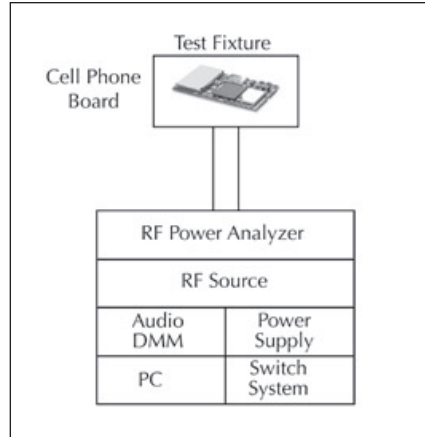 Test Fixture
Cell Phone
Board
RF Power Analyzer
RF Source
Audio
DMM
Power
Supply
PC
Switch
System